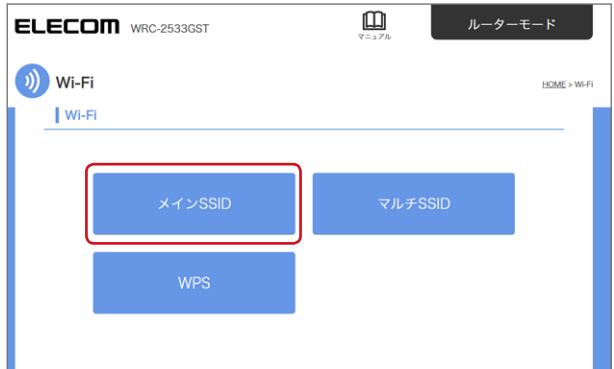 ELECOM WRC-2533GST
マニュアル
ルーターモード
Wi-Fi
HOME > Wi-Fi
Wi-Fi
メインSSID
マルチSSID
WPS